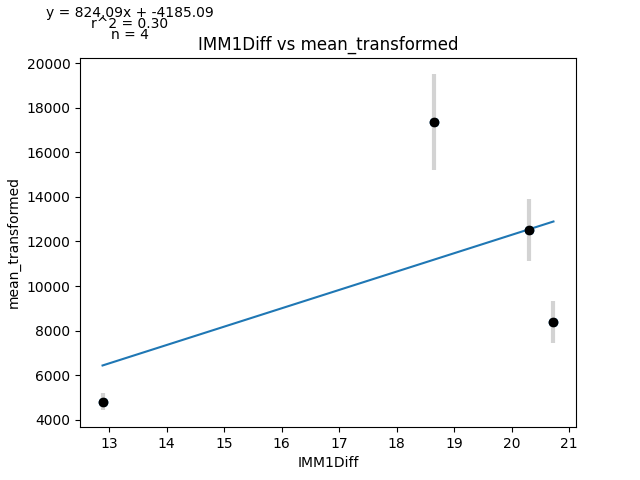 y = 824.09x + -4185.09
r^2 = 0.30
n = 4
IMM1Diff vs mean_transformed
20000
18000
16000
14000
12000
10000
8000
6000
4000
mean_transformed
13 14 15 16 17 18 19 20 21
IMM1Diff